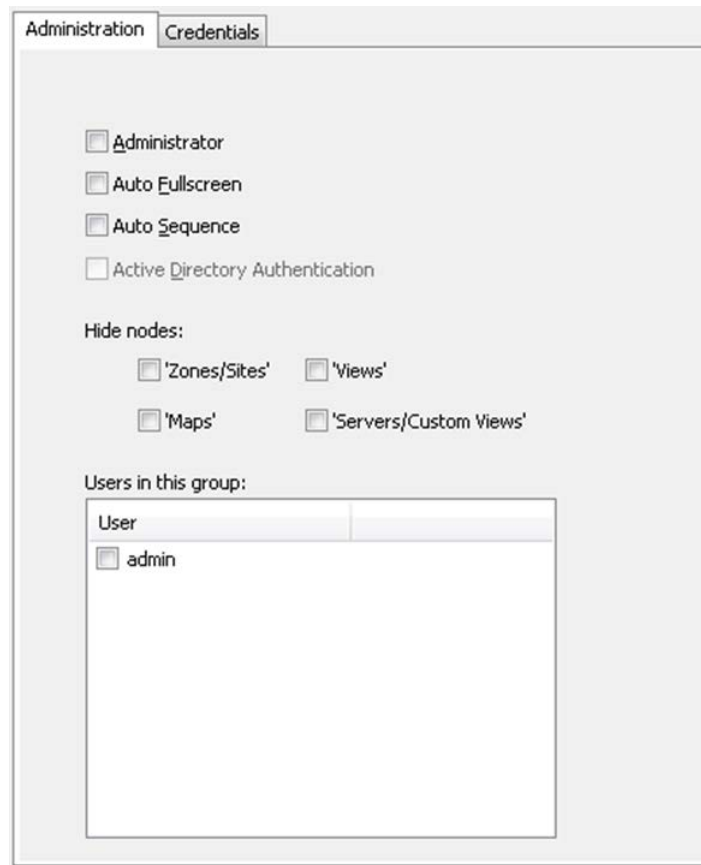 Administration Credentials
Administrator
Auto Fullscreen
Auto Sequence
Active Directory Authentication
Hide nodes:
'Zones/Sites' 'Views'
'Maps' 'Servers/Custom Views'
Users in this group:
User
admin